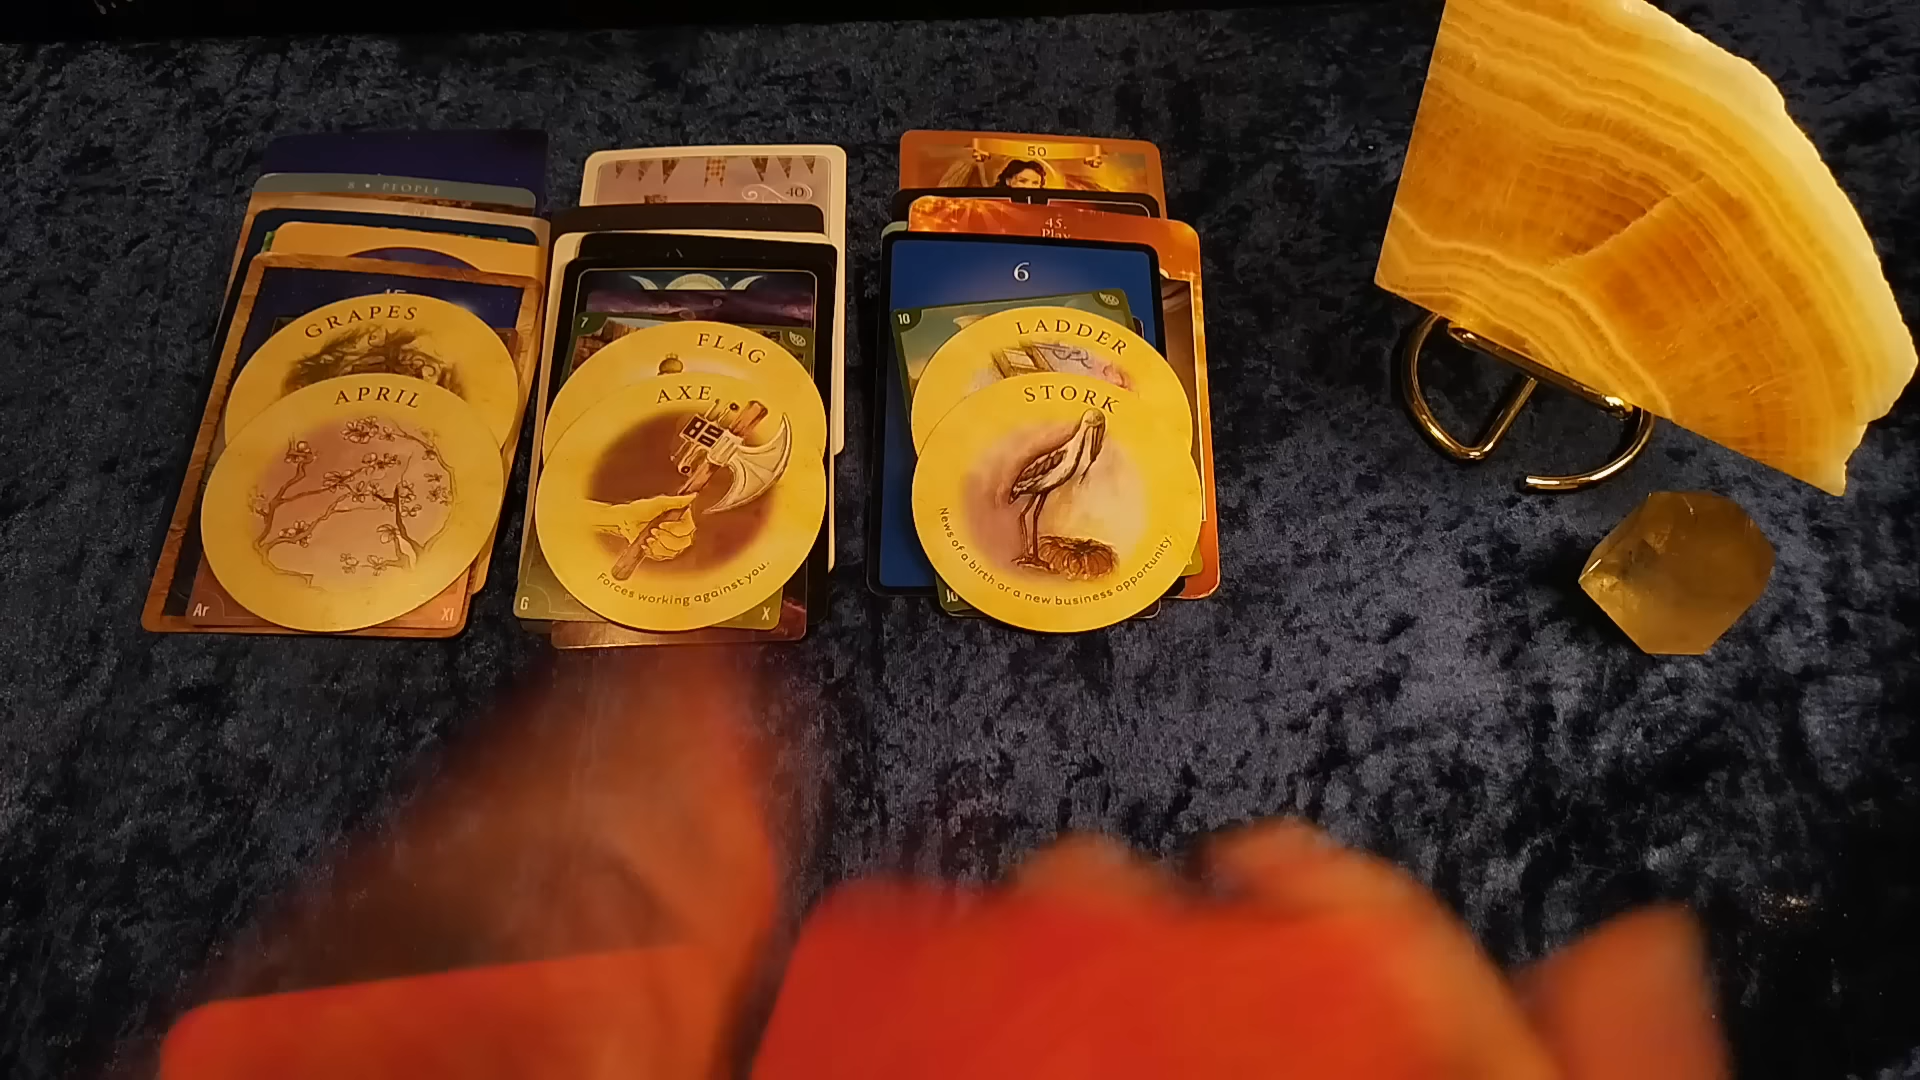 8 • PEOPLE
GRAPES
APRIL
Ar
XI
40
7
FLAG
AXE
Forces working against you.
G
X
50
1
45.
Play
6
10
LADDER
STORK
News of a birth or a new business opportunity.